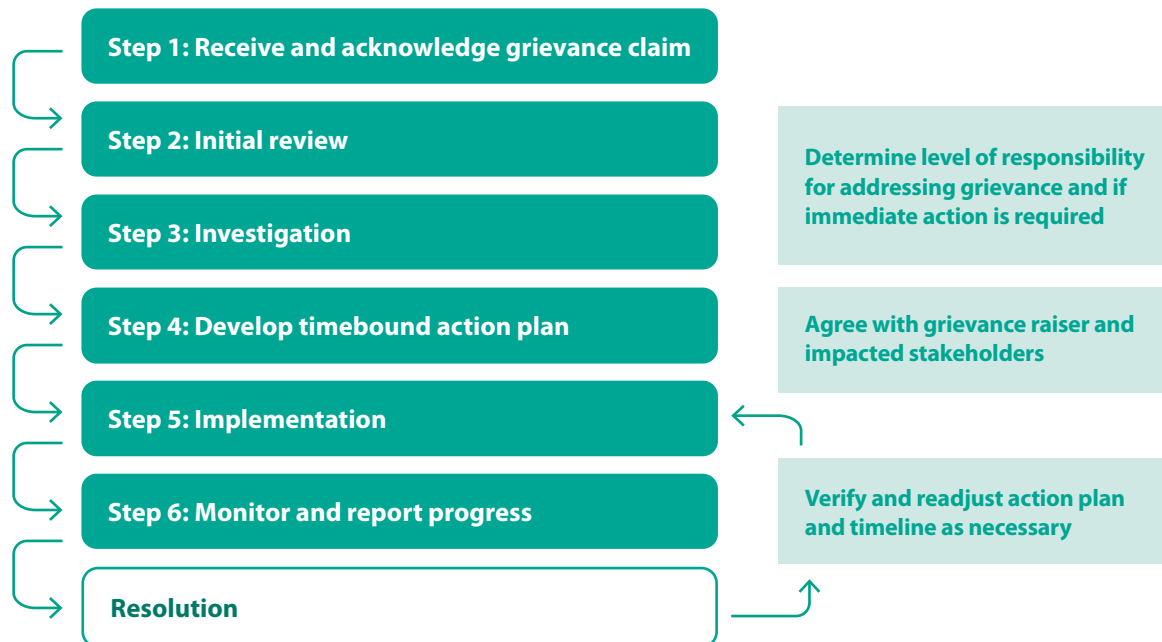 Step 1: Receive and acknowledge grievance claim
Step 2: Initial review
Step 3: Investigation
Step 4: Develop timebound action plan
Step 5: Implementation
Step 6: Monitor and report progress
Resolution
Determine level of responsibility
for addressing grievance and if
immediate action is required
Agree with grievance raiser and
impacted stakeholders
Verify and readjust action plan
and timeline as necessary